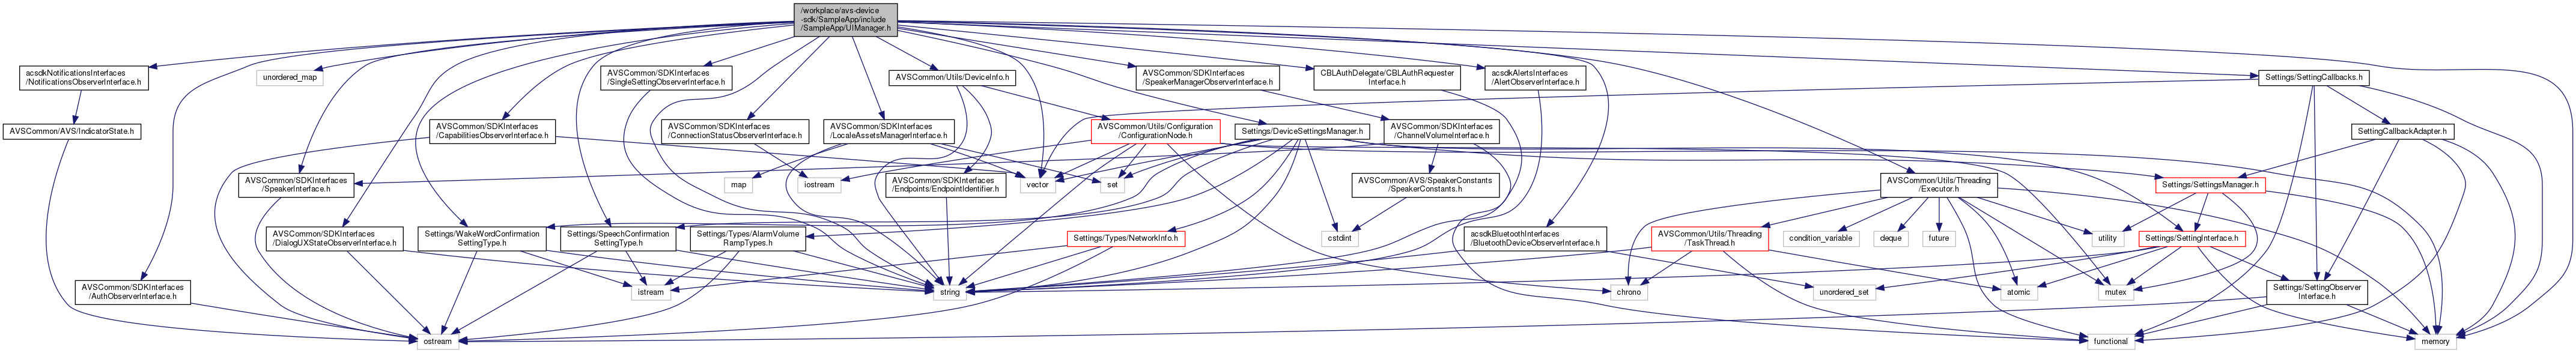 /workplace/avs-device
-sdk/SampleApp/include
/SampleApp/UIManager.h
acsdkNotificationsInterfaces
/NotificationsObserverInterface.h
unordered_map
AVSCommon/SDKInterfaces
/SingleSettingObserverInterface.h
AVSCommon/Utils/DeviceInfo.h
AVSCommon/SDKInterfaces
/SpeakerManagerObserverInterface.h
CBLAuthDelegate/CBLAuthRequester
Interface.h
acsdkAlertsInterfaces
/AlertObserverInterface.h
Settings/SettingCallbacks.h
AVSCommon/AVS/IndicatorState.h
AVSCommon/SDKInterfaces
/CapabilitiesObserverInterface.h
AVSCommon/SDKInterfaces
/ConnectionStatusObserverInterface.h
AVSCommon/SDKInterfaces
/LocaleAssetsManagerInterface.h
AVSCommon/Utils/Configuration
/ConfigurationNode.h
Settings/DeviceSettingsManager.h
AVSCommon/SDKInterfaces
/ChannelVolumeInterface.h
SettingCallbackAdapter.h
AVSCommon/SDKInterfaces
/SpeakerInterface.h
map
iostream
AVSCommon/SDKInterfaces
/Endpoints/EndpointIdentifier.h
vector
set
AVSCommon/AVS/SpeakerConstants
/SpeakerConstants.h
AVSCommon/Utils/Threading
/Executor.h
Settings/SettingsManager.h
AVSCommon/SDKInterfaces
/DialogUXStateObserverInterface.h
Settings/WakeWordConfirmation
SettingType.h
Settings/SpeechConfirmation
SettingType.h
Settings/Types/AlarmVolume
RampTypes.h
Settings/Types/NetworkInfo.h
cstdint
acsdkBluetoothInterfaces
/BluetoothDeviceObserverInterface.h
AVSCommon/Utils/Threading
/TaskThread.h
condition_variable
deque
future
utility
Settings/SettingInterface.h
AVSCommon/SDKInterfaces
/AuthObserverInterface.h
istream
string
chrono
unordered_set
atomic
mutex
Settings/SettingObserver
Interface.h
ostream
functional
memory